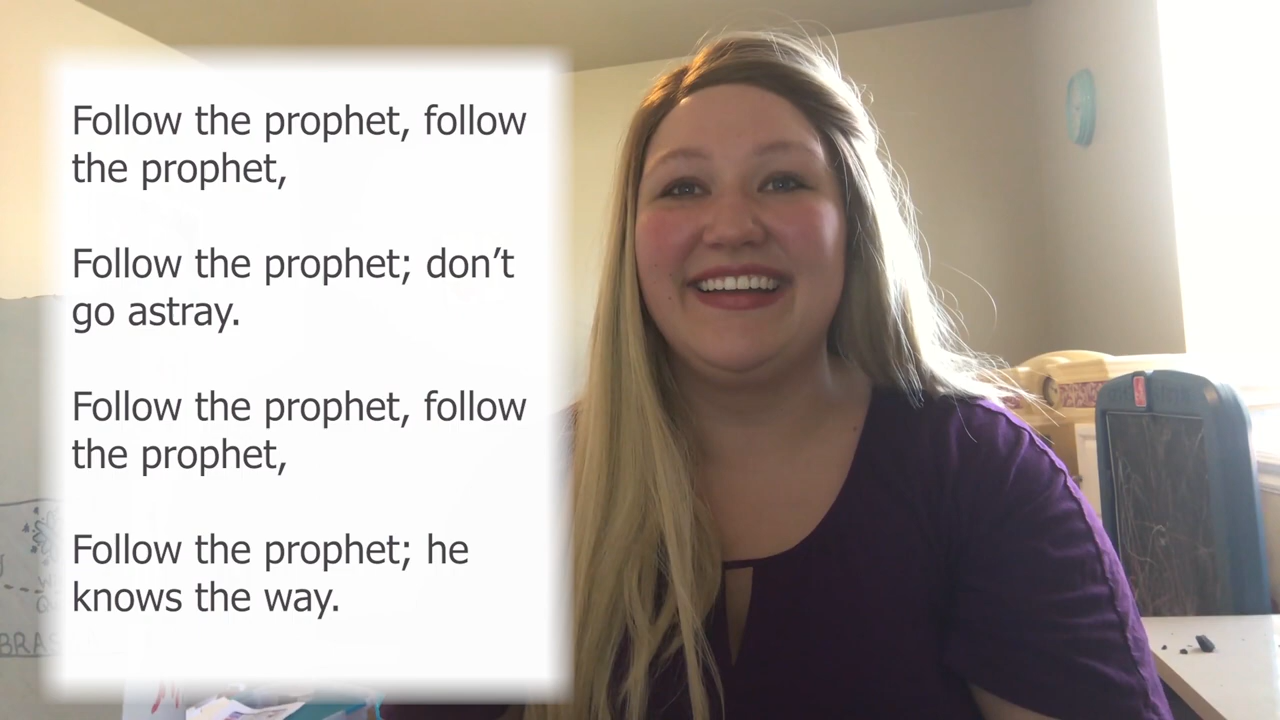 Follow the prophet, follow
the prophet,
Follow the prophet; don’t
go astray.
Follow the prophet, follow
the prophet,
Follow the prophet; he
knows the way.